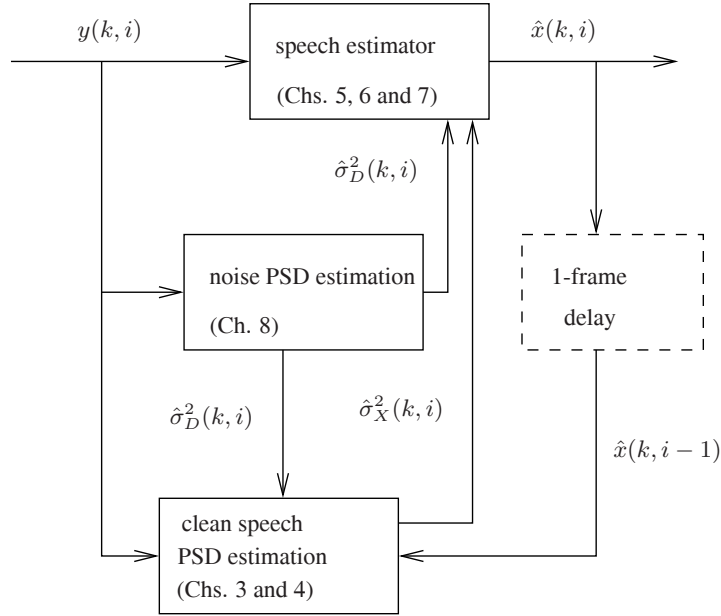 y(k, i)
speech estimator
(Chs. 5, 6 and 7)
x̂(k, i)
σ̂²_D(k, i)
noise PSD estimation
(Ch. 8)
1-frame
delay
σ̂²_D(k, i)
σ̂²_X(k, i)
x̂(k, i − 1)
clean speech
PSD estimation
(Chs. 3 and 4)